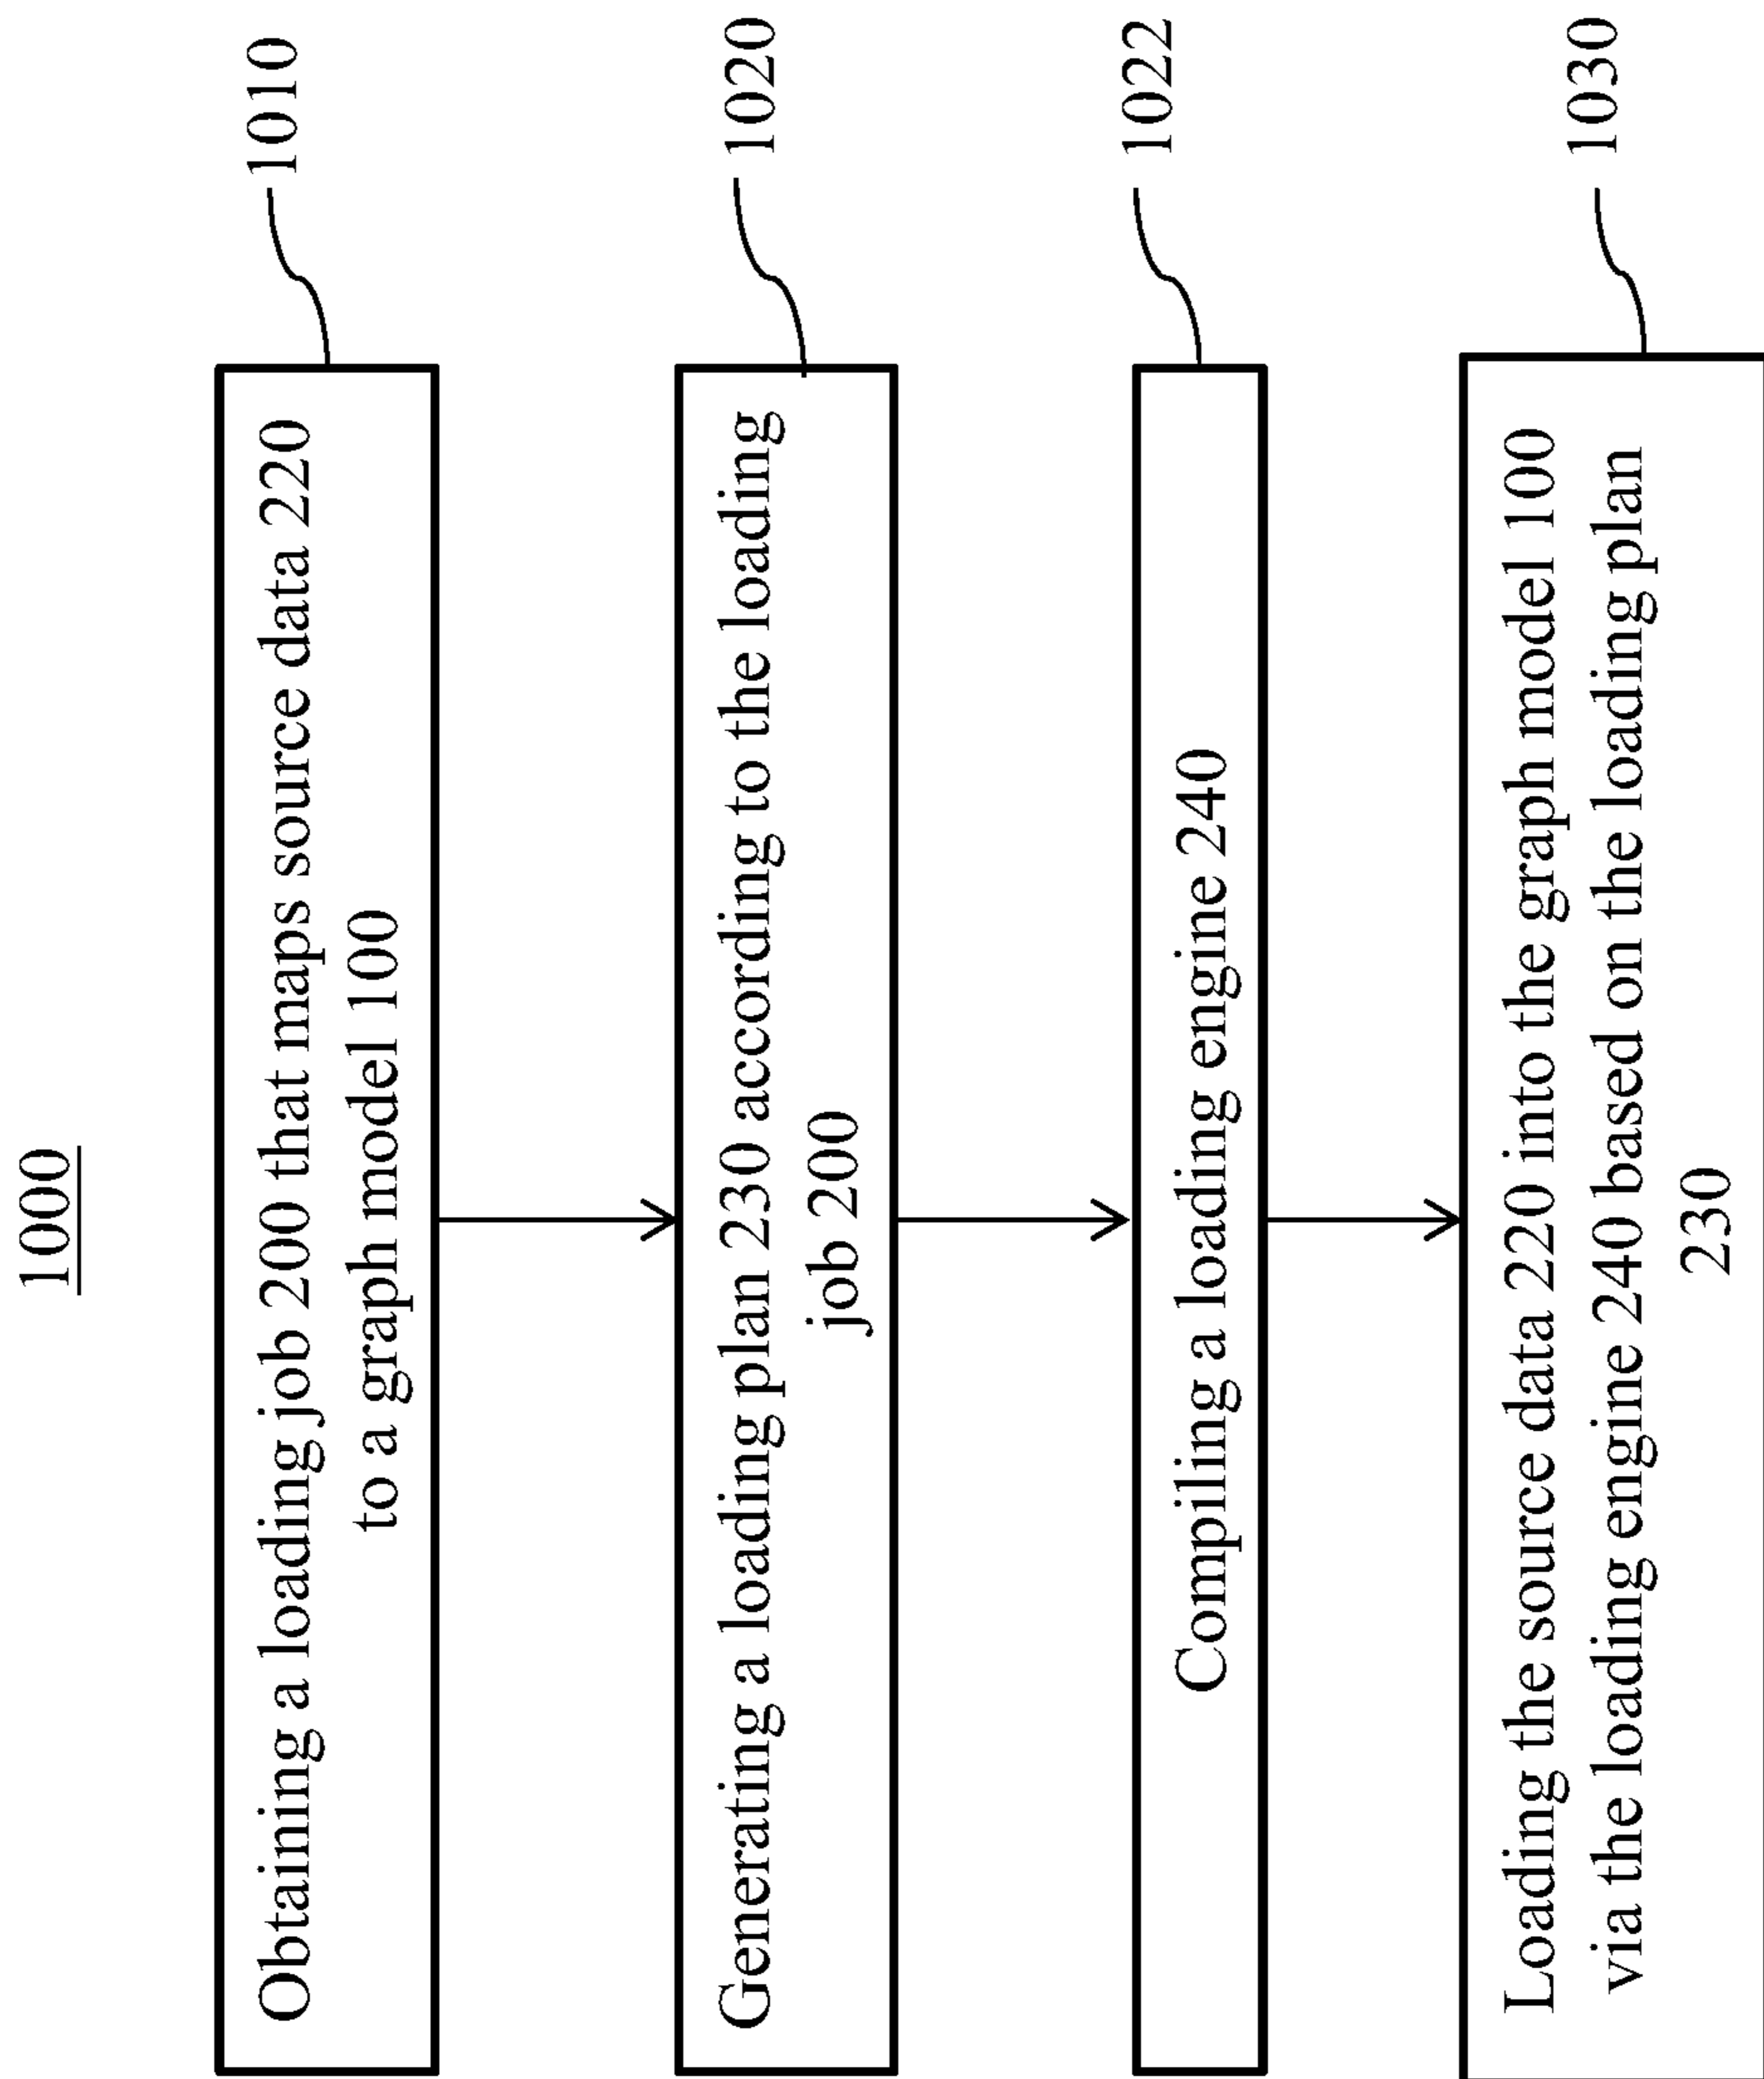 1000
Obtaining a loading job 200 that maps source data 220
to a graph model 100
1010
Generating a loading plan 230 according to the loading
job 200
1020
Compiling a loading engine 240
1022
Loading the source data 220 into the graph model 100
via the loading engine 240 based on the loading plan
230
1030